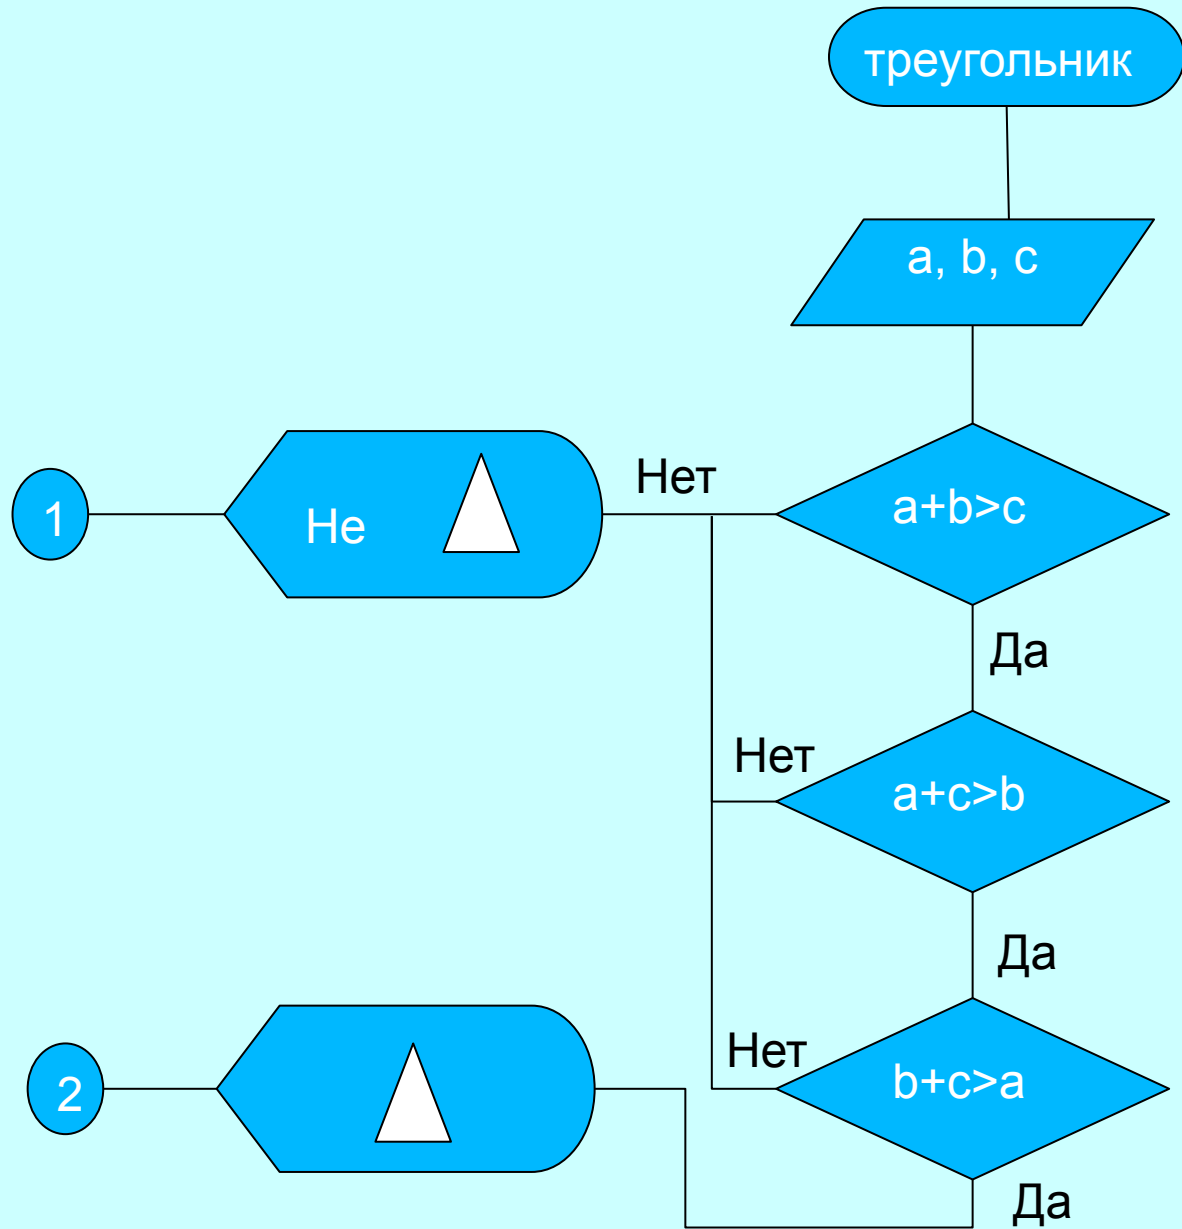 треугольник
a, b, c
1
Не
Нет
a+b>c
Да
Нет
a+c>b
Да
2
Нет
b+c>a
Да